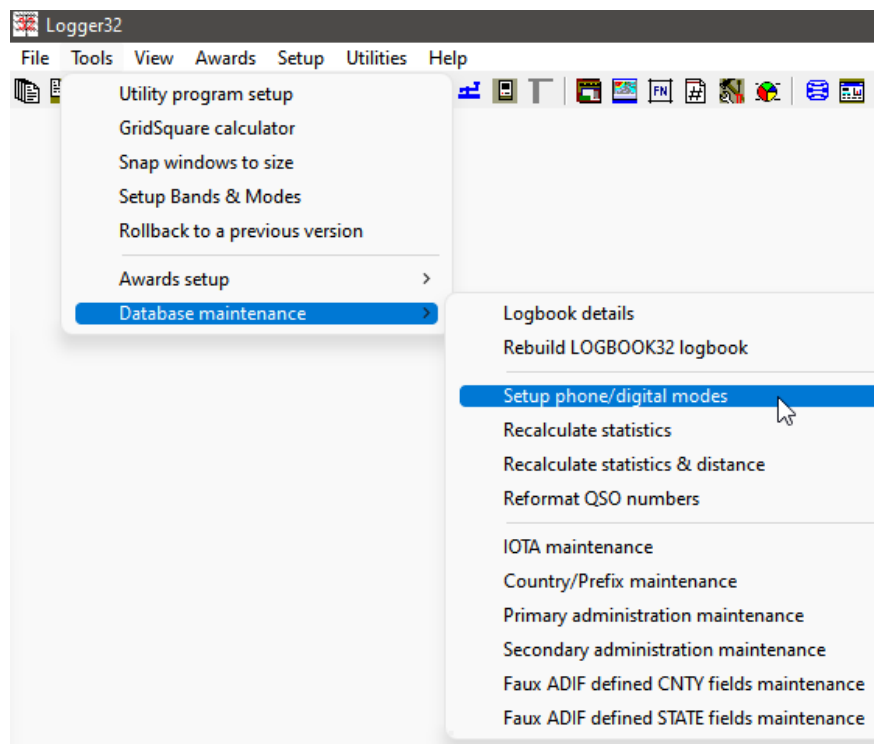 Logger32
File Tools View Awards Setup Utilities Help
FN #
Utility program setup
GridSquare calculator
Snap windows to size
Setup Bands & Modes
Rollback to a previous version
Awards setup >
Database maintenance >
Logbook details
Rebuild LOGBOOK32 logbook
Setup phone/digital modes
Recalculate statistics
Recalculate statistics & distance
Reformat QSO numbers
IOTA maintenance
Country/Prefix maintenance
Primary administration maintenance
Secondary administration maintenance
Faux ADIF defined CNTY fields maintenance
Faux ADIF defined STATE fields maintenance